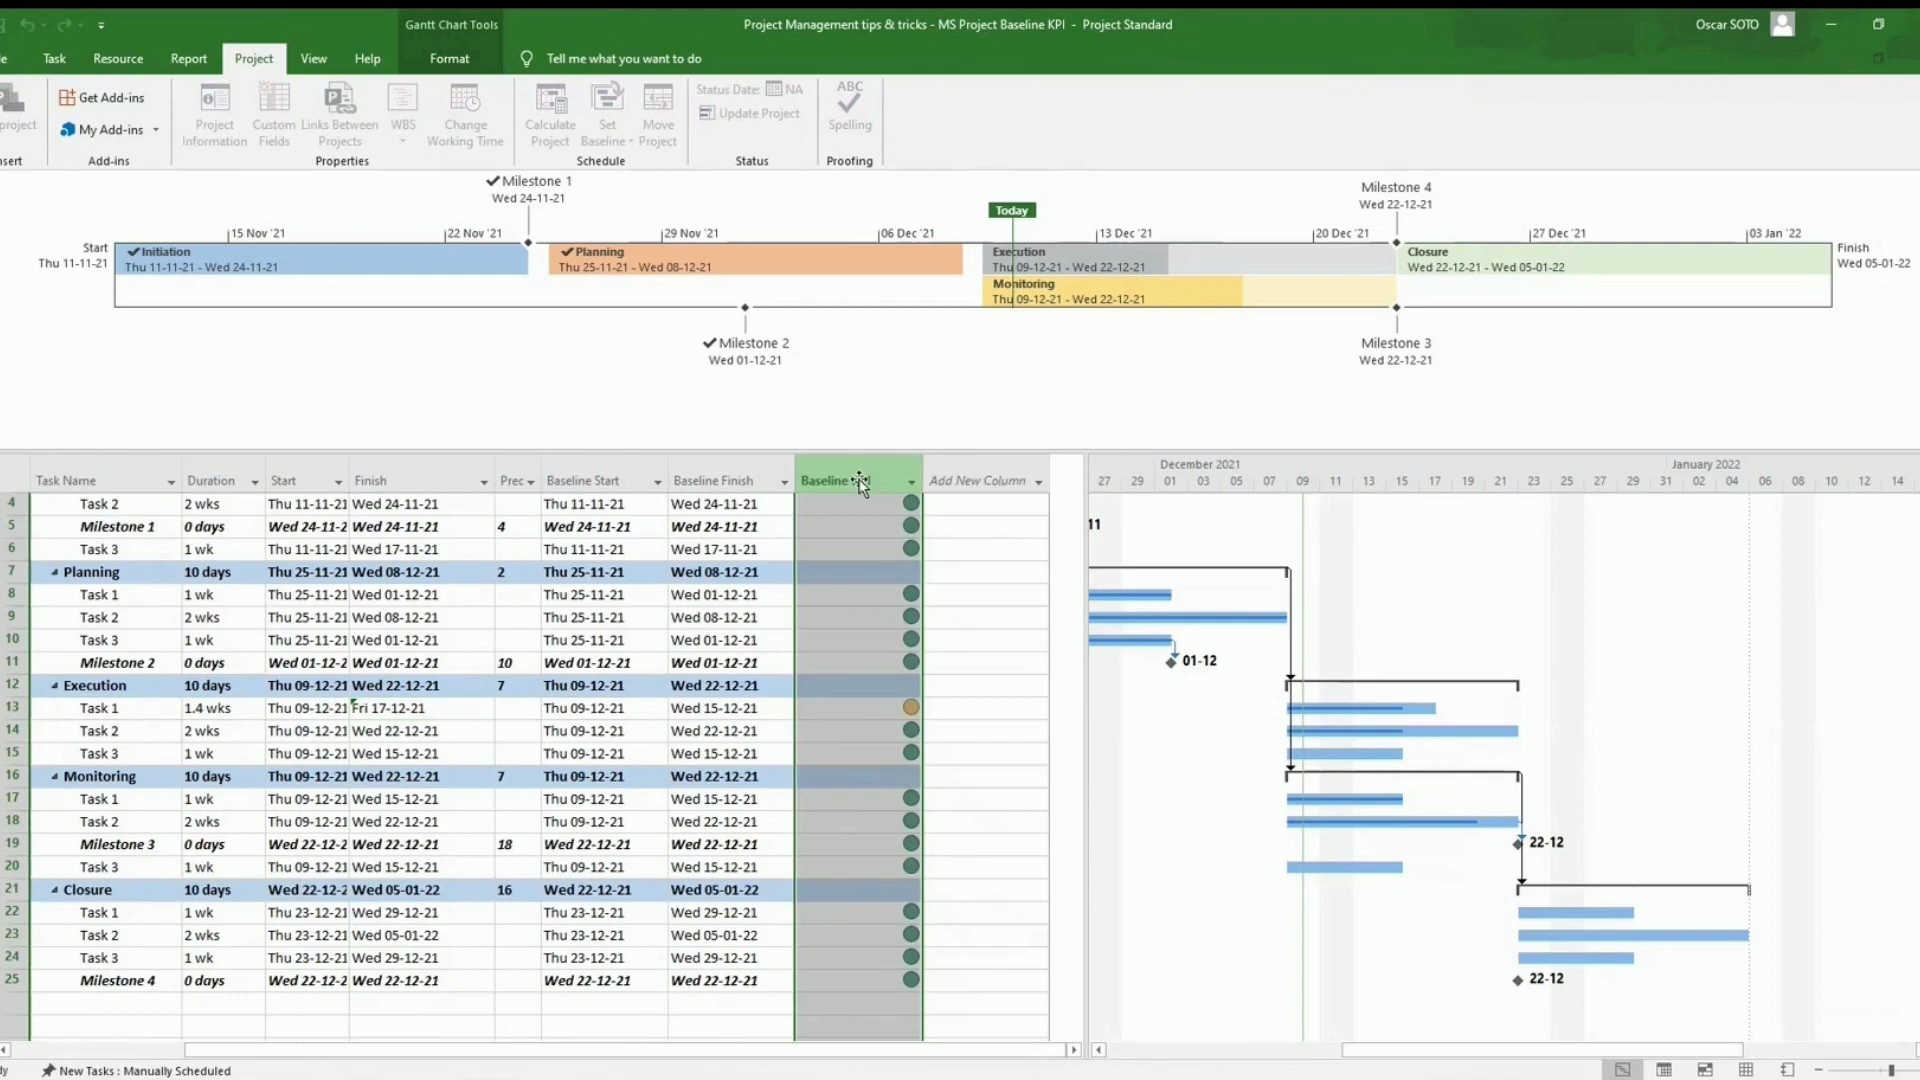 Gantt Chart Tools
Project Management tips & tricks - MS Project Baseline KPI - Project Standard
Oscar SOTO
Task Resource Report Project View Help Format Tell me what you want to do
Get Add-ins
My Add-ins
Add-ins
Project Information
Custom Fields
Links Between Projects
WBS
Change Working Time
Properties
Calculate Project
Set Baseline
Move Project
Schedule
Status Date: NA
Update Project
Status
ABC
Spelling
Proofing
Milestone 1
Wed 24-11-21
Milestone 4
Wed 22-12-21
Today
15 Nov '21 22 Nov '21 29 Nov '21 06 Dec '21 13 Dec '21 20 Dec '21 27 Dec '21 03 Jan '22
Start
Thu 11-11-21
Initiation
Thu 11-11-21 - Wed 24-11-21
Planning
Thu 25-11-21 - Wed 08-12-21
Execution
Thu 09-12-21 - Wed 22-12-21
Closure
Wed 22-12-21 - Wed 05-01-22
Finish
Wed 05-01-22
Monitoring
Thu 09-12-21 - Wed 22-12-21
Milestone 2
Wed 01-12-21
Milestone 3
Wed 22-12-21
December 2021 January 2022
Task Name Duration Start Finish Prec Baseline Start Baseline Finish Baseline Add New Column
27 29 01 03 05 07 09 11 13 15 17 19 21 23 25 27 29 31 02 04 06 08 10 12 14
4 Task 2 2 wks Thu 11-11-21 Wed 24-11-21 Thu 11-11-21 Wed 24-11-21
5 Milestone 1 0 days Wed 24-11-2 Wed 24-11-21 4 Wed 24-11-21 Wed 24-11-21
11
6 Task 3 1 wk Thu 11-11-21 Wed 17-11-21 Thu 11-11-21 Wed 17-11-21
7 Planning 10 days Thu 25-11-21 Wed 08-12-21 2 Thu 25-11-21 Wed 08-12-21
8 Task 1 1 wk Thu 25-11-21 Wed 01-12-21 Thu 25-11-21 Wed 01-12-21
9 Task 2 2 wks Thu 25-11-21 Wed 08-12-21 Thu 25-11-21 Wed 08-12-21
10 Task 3 1 wk Thu 25-11-21 Wed 01-12-21 Thu 25-11-21 Wed 01-12-21
11 Milestone 2 0 days Wed 01-12-2 Wed 01-12-21 10 Wed 01-12-21 Wed 01-12-21 01-12
12 Execution 10 days Thu 09-12-21 Wed 22-12-21 7 Thu 09-12-21 Wed 22-12-21
13 Task 1 1.4 wks Thu 09-12-21 Fri 17-12-21 Thu 09-12-21 Wed 15-12-21
14 Task 2 2 wks Thu 09-12-21 Wed 22-12-21 Thu 09-12-21 Wed 22-12-21
15 Task 3 1 wk Thu 09-12-21 Wed 15-12-21 Thu 09-12-21 Wed 15-12-21
16 Monitoring 10 days Thu 09-12-21 Wed 22-12-21 7 Thu 09-12-21 Wed 22-12-21
17 Task 1 1 wk Thu 09-12-21 Wed 15-12-21 Thu 09-12-21 Wed 15-12-21
18 Task 2 2 wks Thu 09-12-21 Wed 22-12-21 Thu 09-12-21 Wed 22-12-21
19 Milestone 3 0 days Wed 22-12-2 Wed 22-12-21 18 Wed 22-12-21 Wed 22-12-21 22-12
20 Task 3 1 wk Thu 09-12-21 Wed 15-12-21 Thu 09-12-21 Wed 15-12-21
21 Closure 10 days Wed 22-12-2 Wed 05-01-22 16 Wed 22-12-21 Wed 05-01-22
22 Task 1 1 wk Thu 23-12-21 Wed 29-12-21 Thu 23-12-21 Wed 29-12-21
23 Task 2 2 wks Thu 23-12-21 Wed 05-01-22 Thu 23-12-21 Wed 05-01-22
24 Task 3 1 wk Thu 23-12-21 Wed 29-12-21 Thu 23-12-21 Wed 29-12-21
25 Milestone 4 0 days Wed 22-12-2 Wed 22-12-21 Wed 22-12-21 Wed 22-12-21 22-12
New Tasks : Manually Scheduled